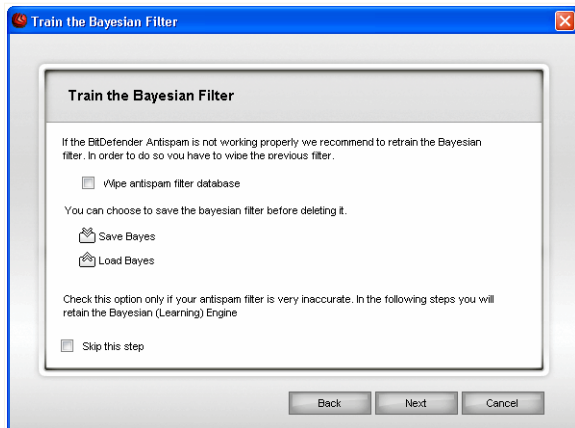 Train the Bayesian Filter
Train the Bayesian Filter
If the BitDefender Antispam is not working properly we recommend to retrain the Bayesian
filter. In order to do so you have to wipe the previous filter.
Wipe antispam filter database
You can choose to save the bayesian filter before deleting it.
Save Bayes
Load Bayes
Check this option only if your antispam filter is very inaccurate. In the following steps you will
retain the Bayesian (Learning) Engine
Skip this step
Back Next Cancel